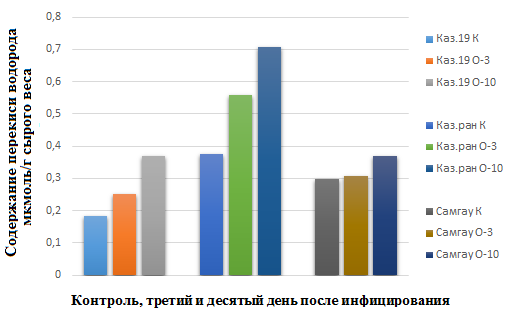 Содержание перекиси водорода
мкмоль/г сырого веса
0,8
0,7
0,6
0,5
0,4
0,3
0,2
0,1
0
Каз.19 К
Каз.19 О-3
Каз.19 О-10
Каз.ран К
Каз.ран О-3
Каз.ран О-10
Самгау К
Самгау О-3
Самгау О-10
Контроль, третий и десятый день после инфицирования